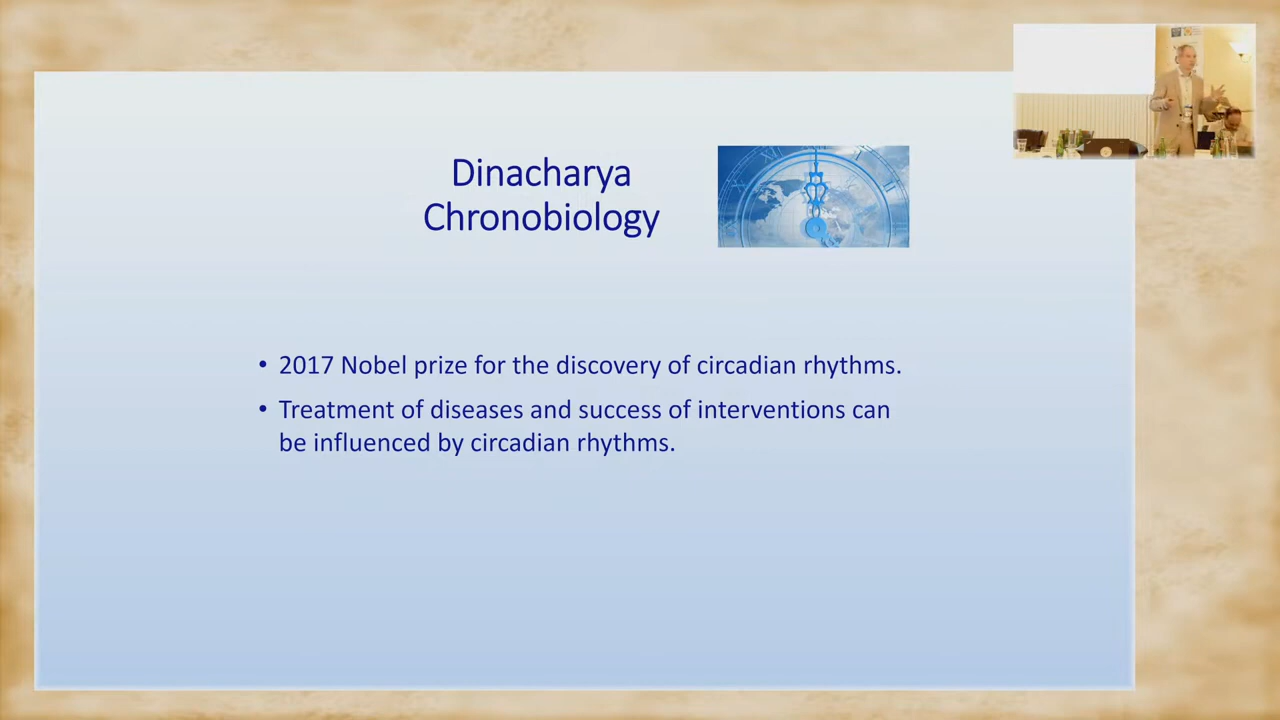 Dinacharya
Chronobiology
• 2017 Nobel prize for the discovery of circadian rhythms.
• Treatment of diseases and success of interventions can
be influenced by circadian rhythms.